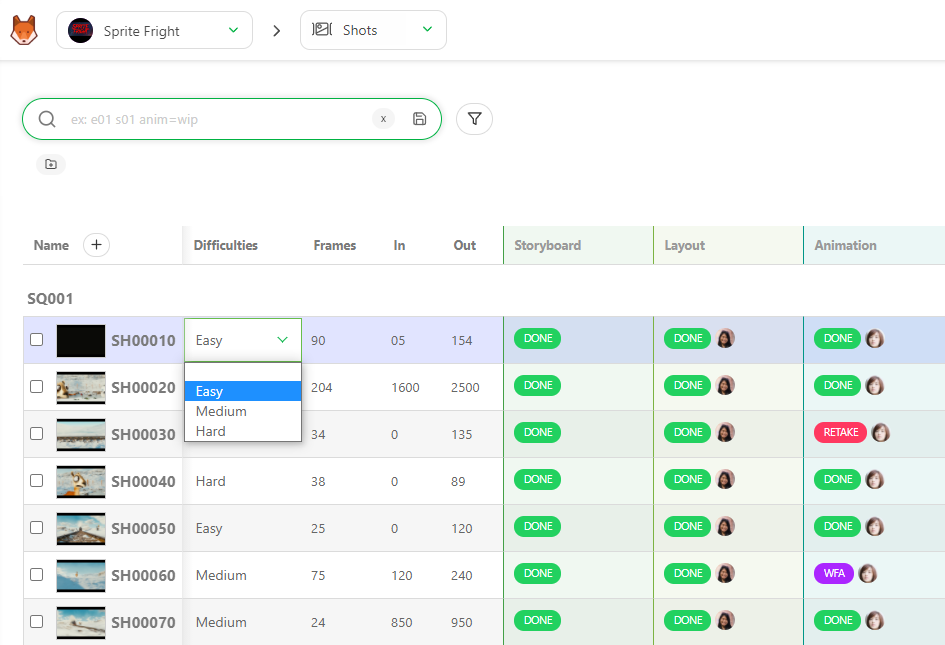 Sprite Fright
Shots
ex: e01 s01 anim=wip
x
Name + Difficulties Frames In Out Storyboard Layout Animation
SQ001
SH00010 Easy 90 05 154 DONE DONE DONE
SH00020 204 1600 2500 DONE DONE DONE
Easy
Medium
Hard
SH00030 34 0 135 DONE DONE RETAKE
SH00040 Hard 38 0 89 DONE DONE DONE
SH00050 Easy 25 0 120 DONE DONE DONE
SH00060 Medium 75 120 240 DONE DONE WFA
SH00070 Medium 24 850 950 DONE DONE DONE